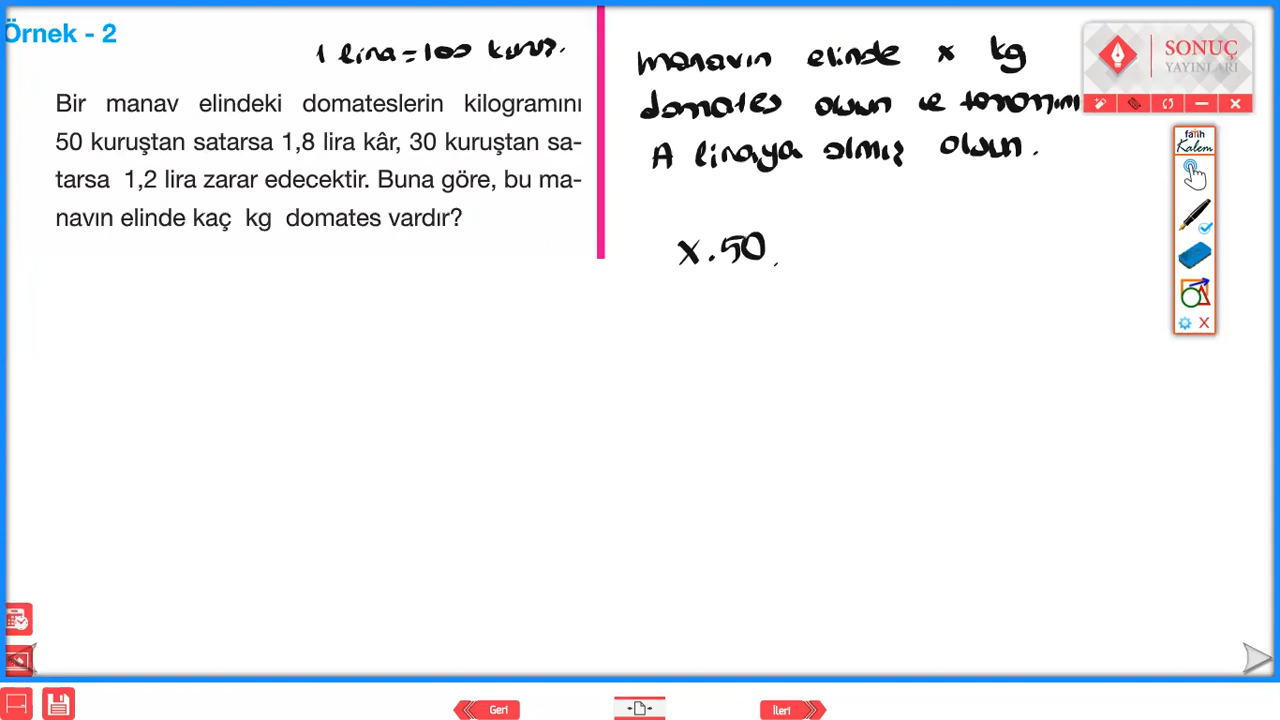 Örnek - 2
1 lira = 100 kuruş.
Bir manav elindeki domateslerin kilogramını
50 kuruştan satarsa 1,8 lira kâr, 30 kuruştan sa-
tarsa 1,2 lira zarar edecektir. Buna göre, bu ma-
navın elinde kaç kg domates vardır?
manavın elinde x kg
domates olsun ve tamamını
A liraya almış olsun.
x.50
SONUÇ
YAYINLARI
fatih
Kalem
Geri
İleri